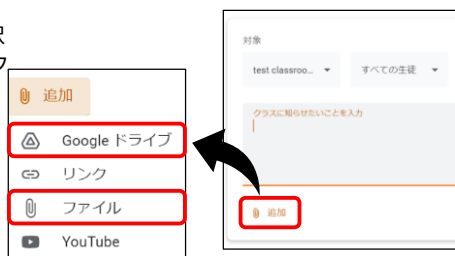 追加
Google ドライブ
リンク
ファイル
YouTube
対象
test classroo... すべての生徒
クラスに知らせたいことを入力
追加